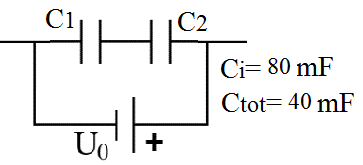 C1 C2
Ci= 80 mF
Ctot= 40 mF
U0 +